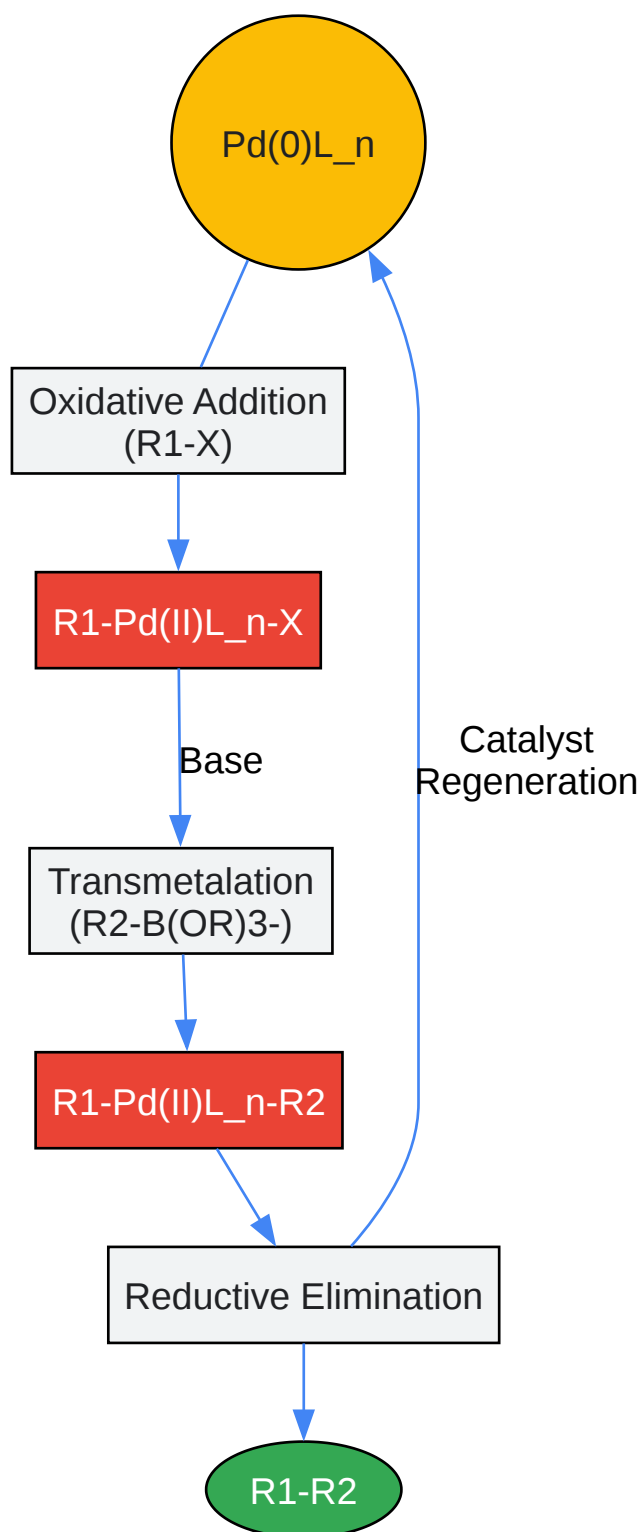 Pd(0)L_n
Oxidative Addition
(R1-X)
R1-Pd(II)L_n-X
Base
Catalyst
Regeneration
Transmetalation
(R2-B(OR)3-)
R1-Pd(II)L_n-R2
Reductive Elimination
R1-R2